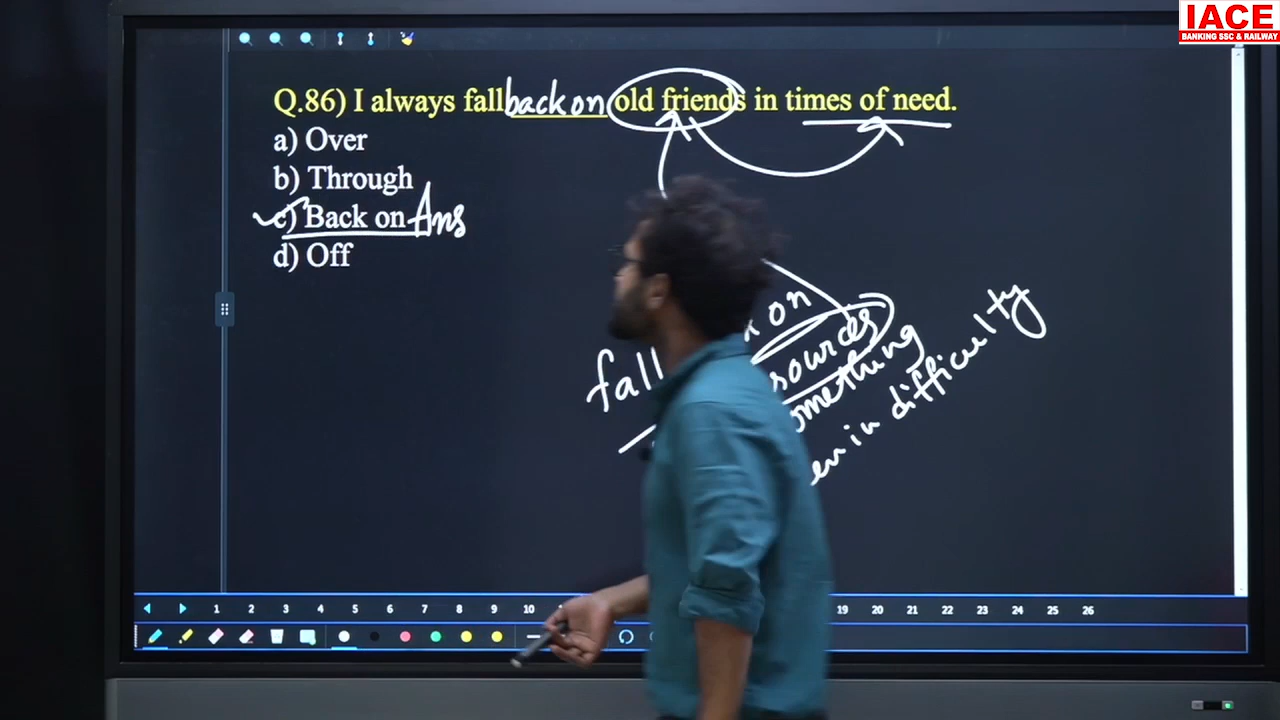 IACE
BANKING SSC & RAILWAY
Q.86) I always fall back on old friends in times of need.
a) Over
b) Through
c) Back on Ans
d) Off
on
fall
sources
something
in difficulty
1 2 3 4 5 6 7 8 9 10 19 20 21 22 23 24 25 26